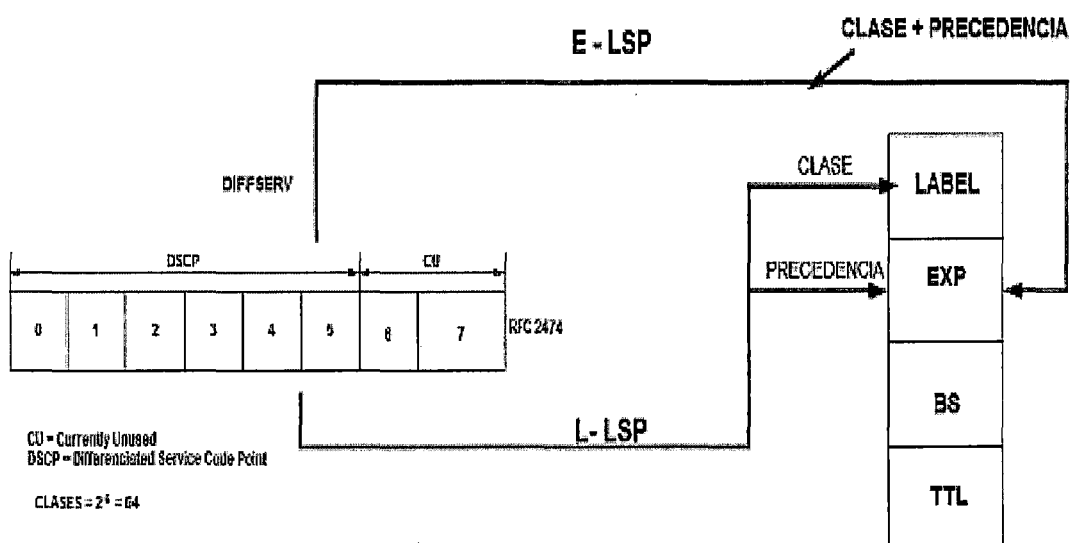 E - LSP
CLASE + PRECEDENCIA
DIFFSERV
CLASE
LABEL
DSCP
CU
PRECEDENCIA
EXP
0 1 2 3 4 5 6 7
RFC 2474
BS
L- LSP
CU = Currently Unused
DSCP = Differenciated Service Code Point
CLASES = 2⁶ = 64
TTL